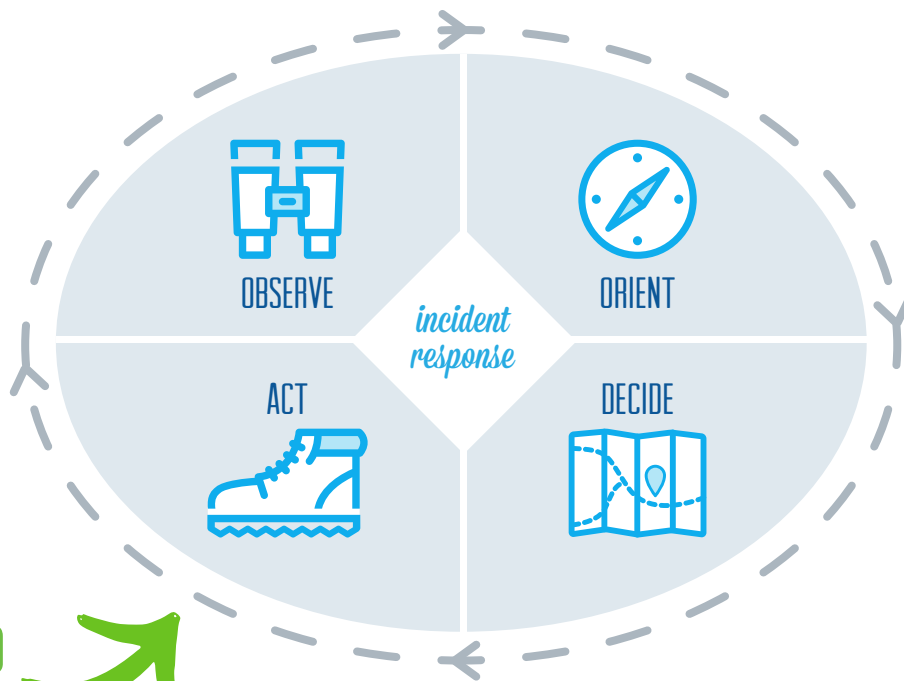 OBSERVE
ORIENT
incident
response
ACT
DECIDE